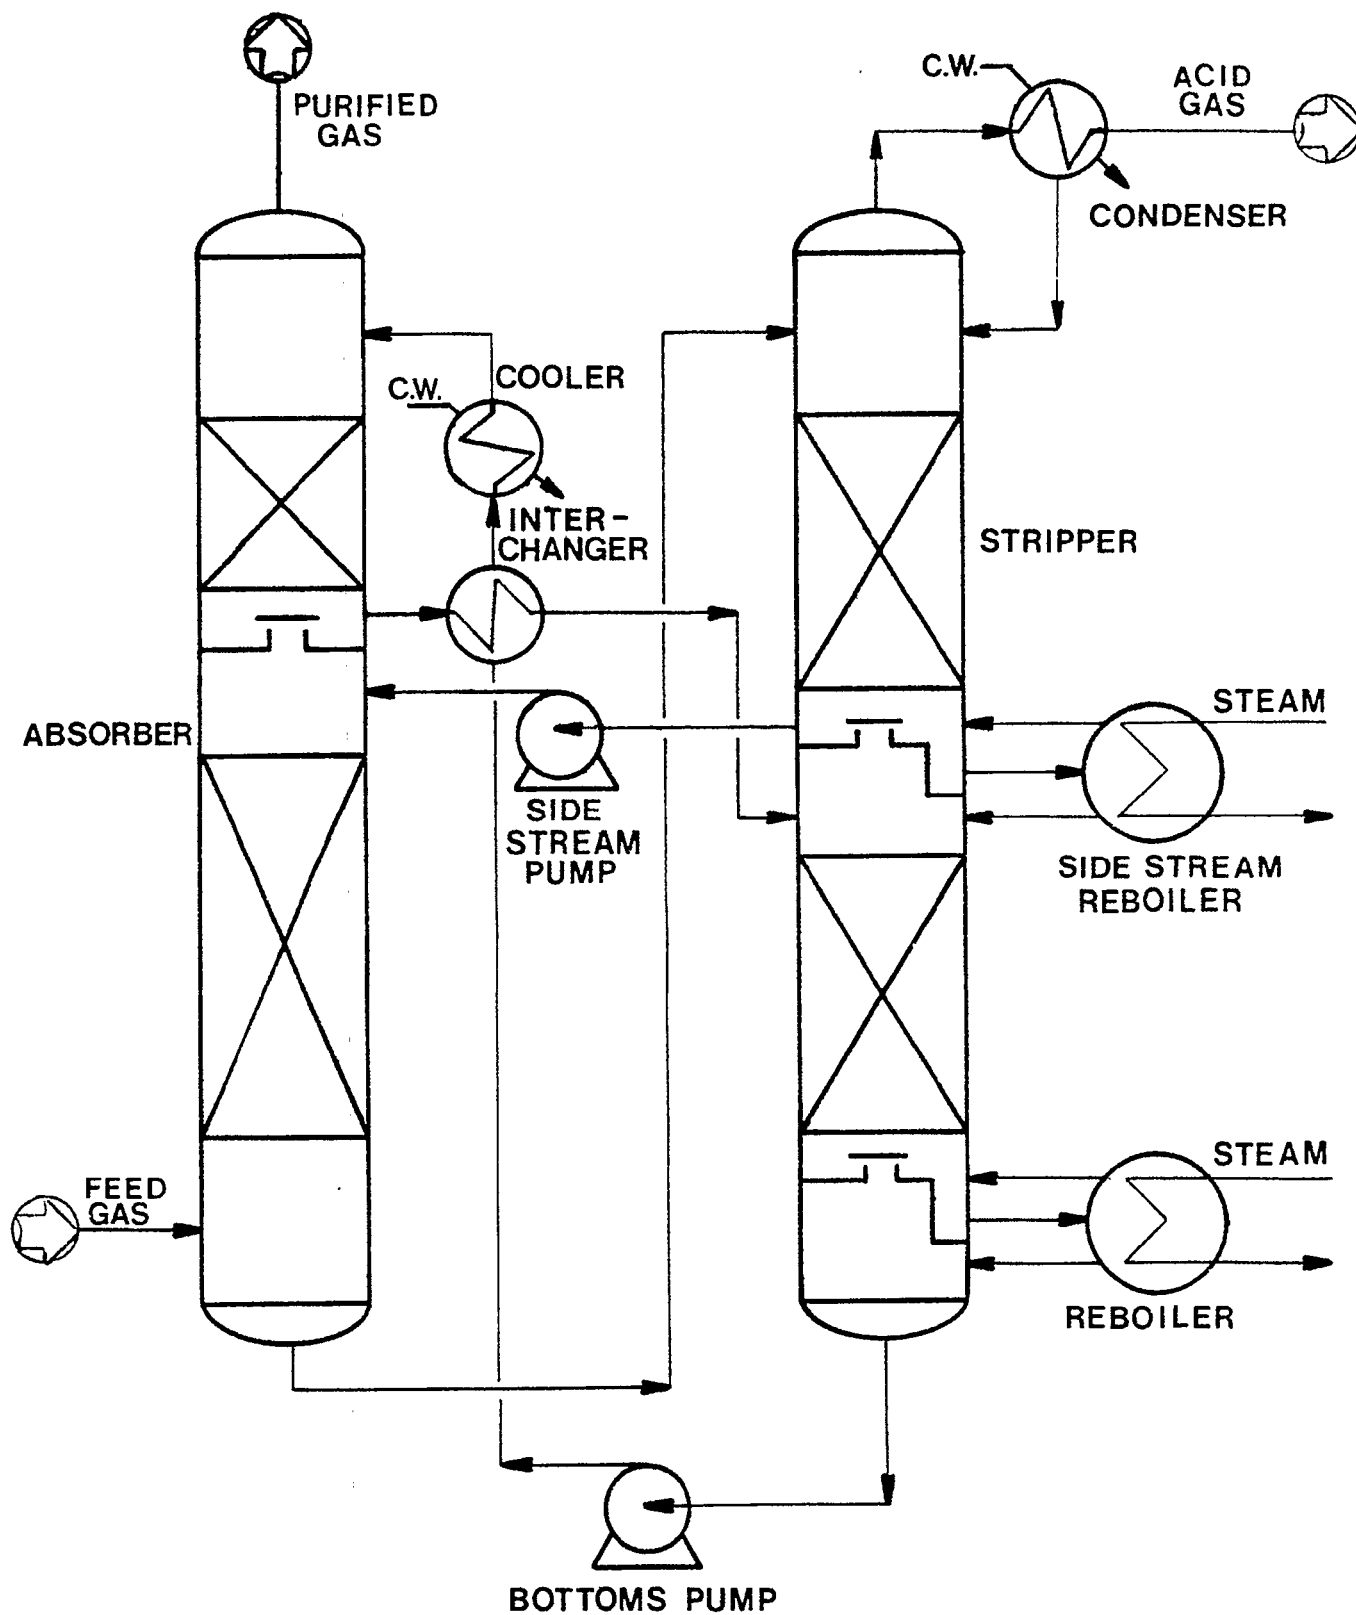 PURIFIED
GAS
C.W.
ACID
GAS
CONDENSER
COOLER
C.W.
INTER-
CHANGER
STRIPPER
ABSORBER
SIDE
STREAM
PUMP
STEAM
SIDE STREAM
REBOILER
FEED
GAS
STEAM
REBOILER
BOTTOMS PUMP